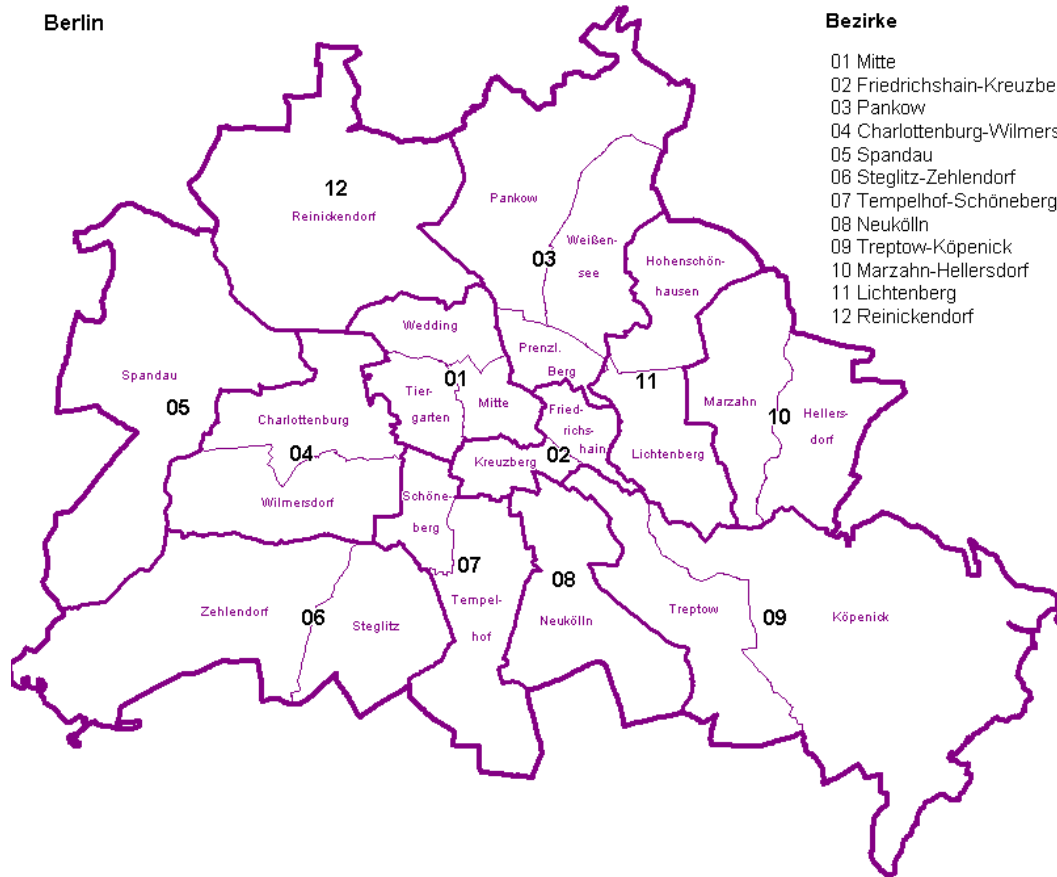 Berlin
Bezirke
01 Mitte
02 Friedrichshain-Kreuzbe
03 Pankow
04 Charlottenburg-Wilmers
05 Spandau
06 Steglitz-Zehlendorf
07 Tempelhof-Schöneberg
08 Neukölln
09 Treptow-Köpenick
10 Marzahn-Hellersdorf
11 Lichtenberg
12 Reinickendorf
12
Reinickendorf
Pankow
03
Weißen-
see
Hohenschön-
hausen
Wedding
Prenzl.
Berg
01
Tier-
garten
Mitte
11
Lichtenberg
Spandau
05
Charlottenburg
04
Wilmersdorf
Fried-
richs-
hain
02
Kreuzberg
Marzahn
10
Hellers-
dorf
Schöne-
berg
07
Tempel-
hof
08
Neukölln
Zehlendorf
06
Steglitz
Treptow
09
Köpenick